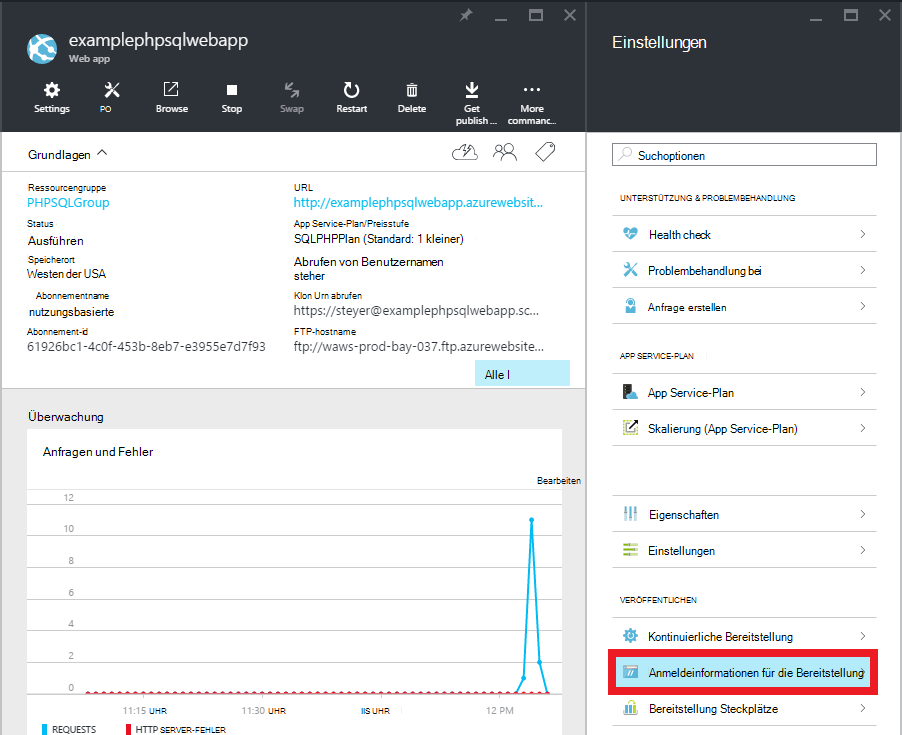 examplephpsqlwebapp
Web app
Settings
PO
Browse
Stop
Swap
Restart
Delete
Get
publish ...
More
commanc...
Grundlagen
Ressourcengruppe
PHPSQLGroup
Status
Ausführen
Speicherort
Westen der USA
Abonnementname
nutzungsbasierte
Abonnement-id
61926bc1-4c0f-453b-8eb7-e3955e7d7f93
URL
http://examplephpsqlwebapp.azurewebsit...
App Service-Plan/Preisstufe
SQLPHPPlan (Standard: 1 kleiner)
Abrufen von Benutzernamen
steher
Klon Urn abrufen
https://steyer@examplephpsqlwebapp.sc...
FTP-hostname
ftp://waws-prod-bay-037.ftp.azurewebsite...
Alle l
Überwachung
Anfragen und Fehler
Bearbeiten
12
10
8
6
4
2
0
11:15 UHR
11:30 UHR
IIS UHR
12 PM
REQUESTS
HTTP SERVER-FEHLER
Einstellungen
Suchoptionen
UNTERSTÜTZUNG & PROBLEMBEHANDLUNG
Health check
Problembehandlung bei
Anfrage erstellen
APP SERVICE-PLAN
App Service-Plan
Skalierung (App Service-Plan)
Eigenschaften
Einstellungen
VERÖFFENTLICHEN
Kontinuierliche Bereitstellung
Anmeldeinformationen für die Bereitstellung
Bereitstellung Steckplätze